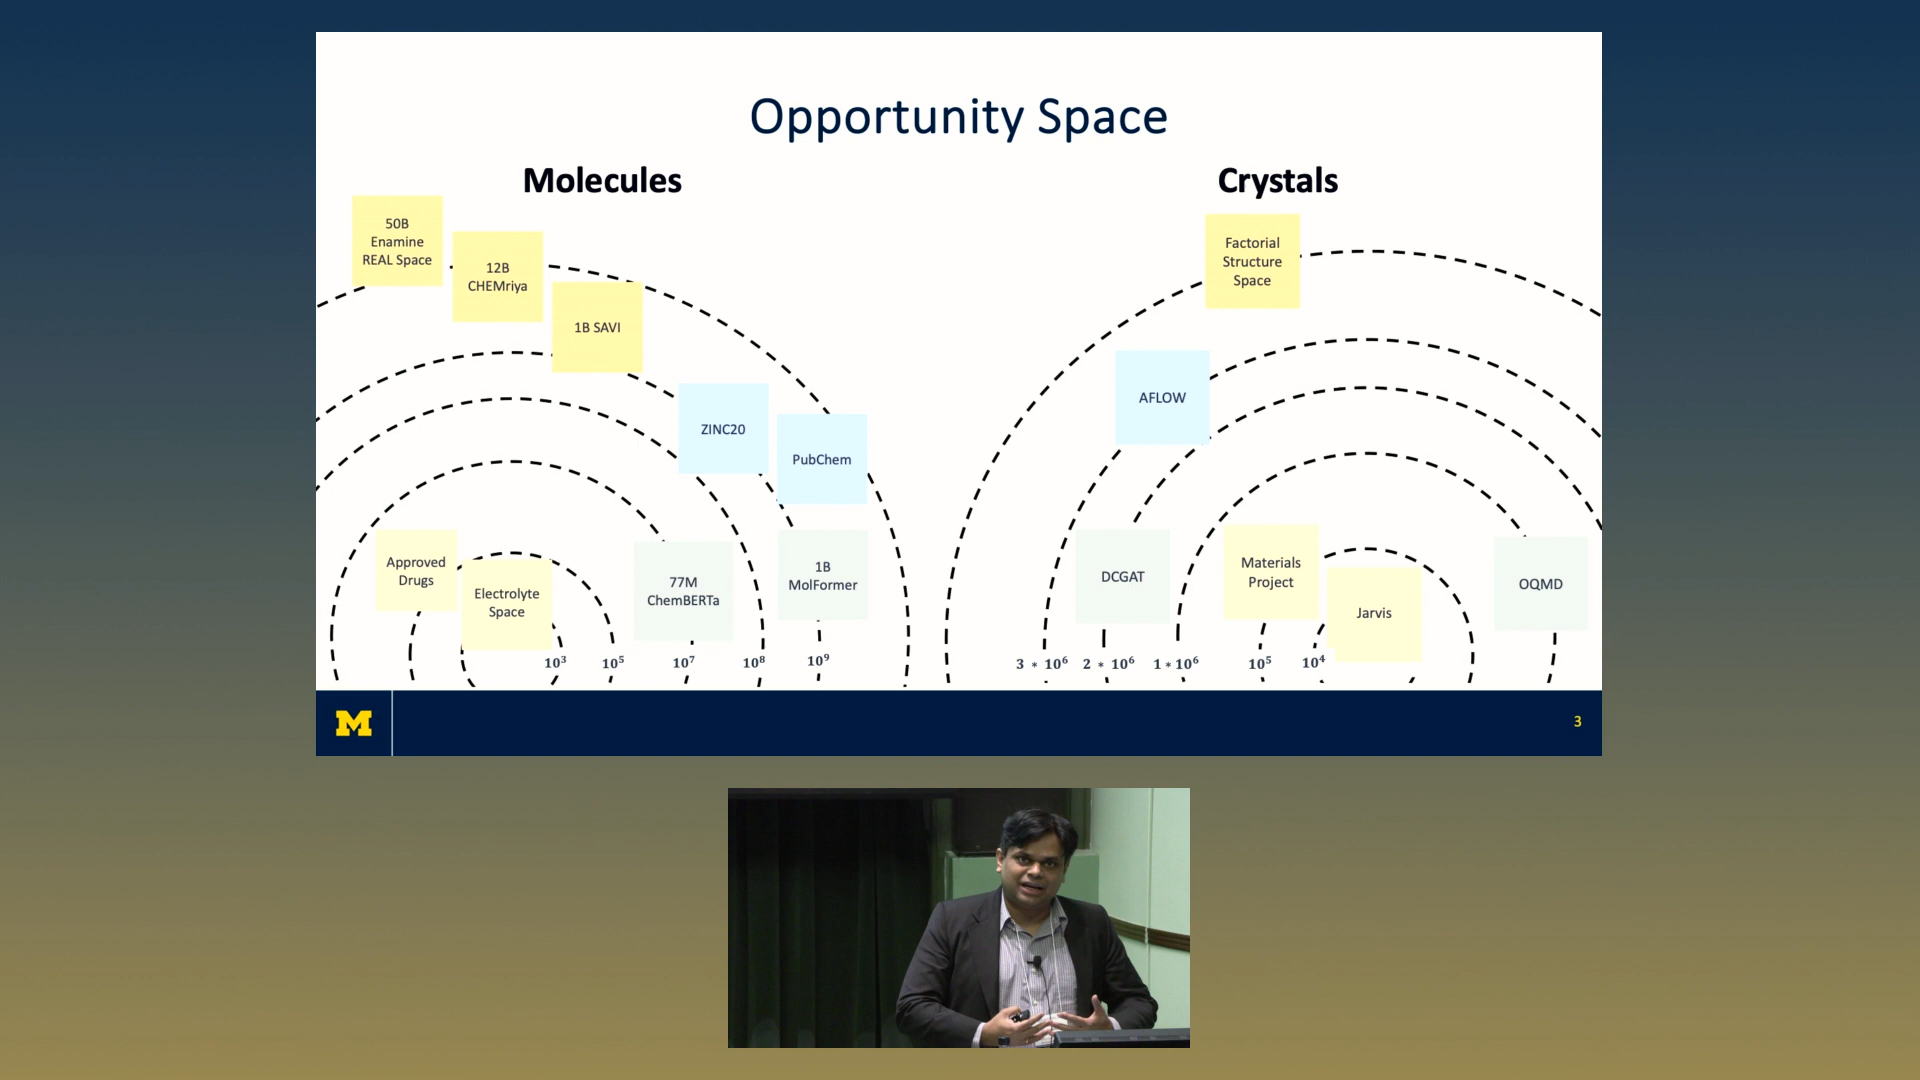 Opportunity Space
Molecules
50B
Enamine
REAL Space
12B
CHEMriya
1B SAVI
ZINC20
PubChem
Approved
Drugs
Electrolyte
Space
77M
ChemBERTa
1B
MolFormer
10³
10⁵
10⁷
10⁸
10⁹
Crystals
Factorial
Structure
Space
AFLOW
DCGAT
Materials
Project
Jarvis
OQMD
3 * 10⁶
2 * 10⁶
1 * 10⁶
10⁵
10⁴
M
3